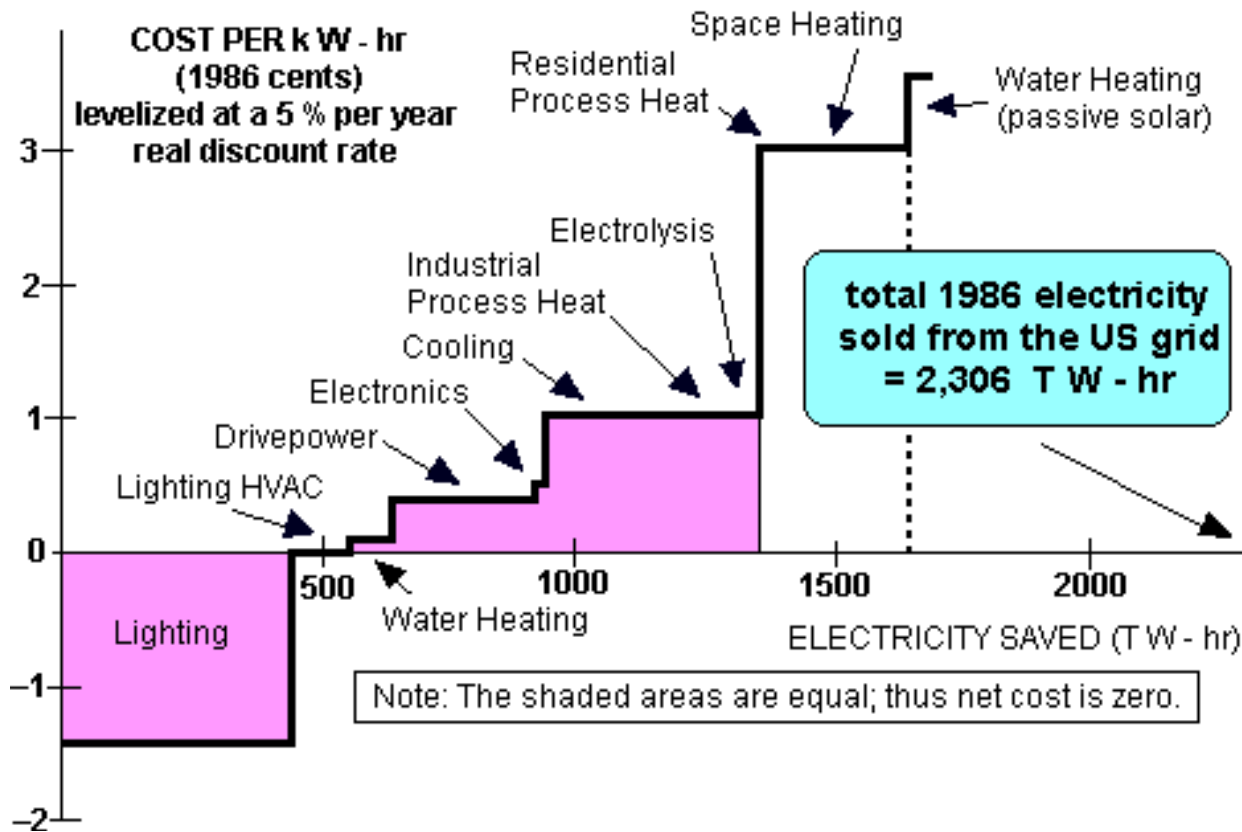 COST PER k W - hr
(1986 cents)
levelized at a 5 % per year
real discount rate
Space Heating
Residential
Process Heat
Water Heating
(passive solar)
3
Electrolysis
Industrial
Process Heat
2
total 1986 electricity
sold from the US grid
= 2,306 T W - hr
Cooling
Electronics
1
Drivepower
Lighting HVAC
0
500
1000
1500
2000
Water Heating
Lighting
ELECTRICITY SAVED (T W - hr)
–1
Note: The shaded areas are equal; thus net cost is zero.
–2